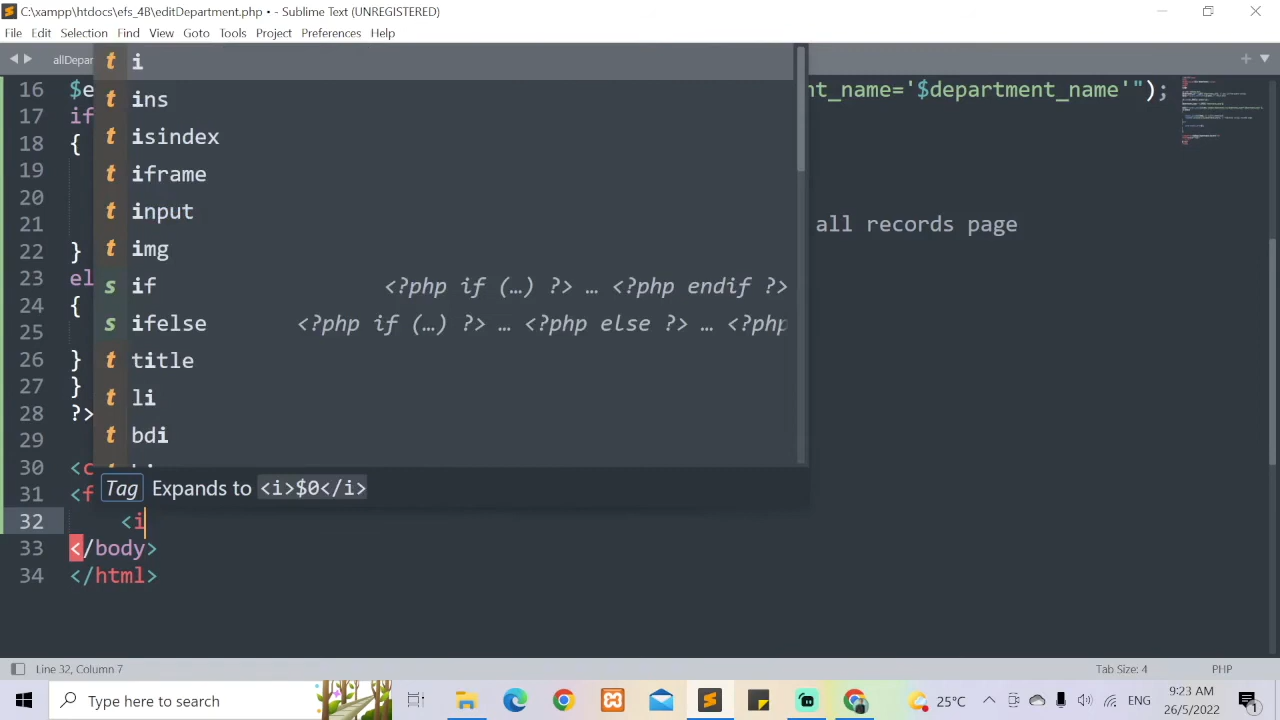 C:\xampp\htdocs\efs_4B\editDepartment.php • - Sublime Text (UNREGISTERED)
File Edit Selection Find View Goto Tools Project Preferences Help
allDepar
i
ins
isindex
iframe
input
img
if <?php if (…) ?> … <?php endif ?>
ifelse <?php if (…) ?> … <?php else ?> … <?php
title
li
bdi
Tag Expands to <i>$0</i>
16 $e nt_name='$department_name'");
17 if
18 {
19
20
21 all records page
22 }
23 el
24 {
25
26 }
27 }
28 ?>
29
30 <c
31 <f
32 <i
33 </body>
34 </html>
Line 32, Column 7 Tab Size: 4 PHP
Type here to search 25°C ENG 9:23 AM
26/5/2022